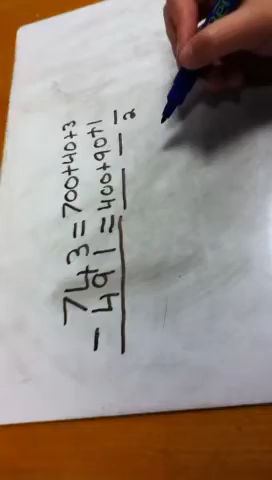 743 = 700+40+3
- 491 = 400+90+1
2